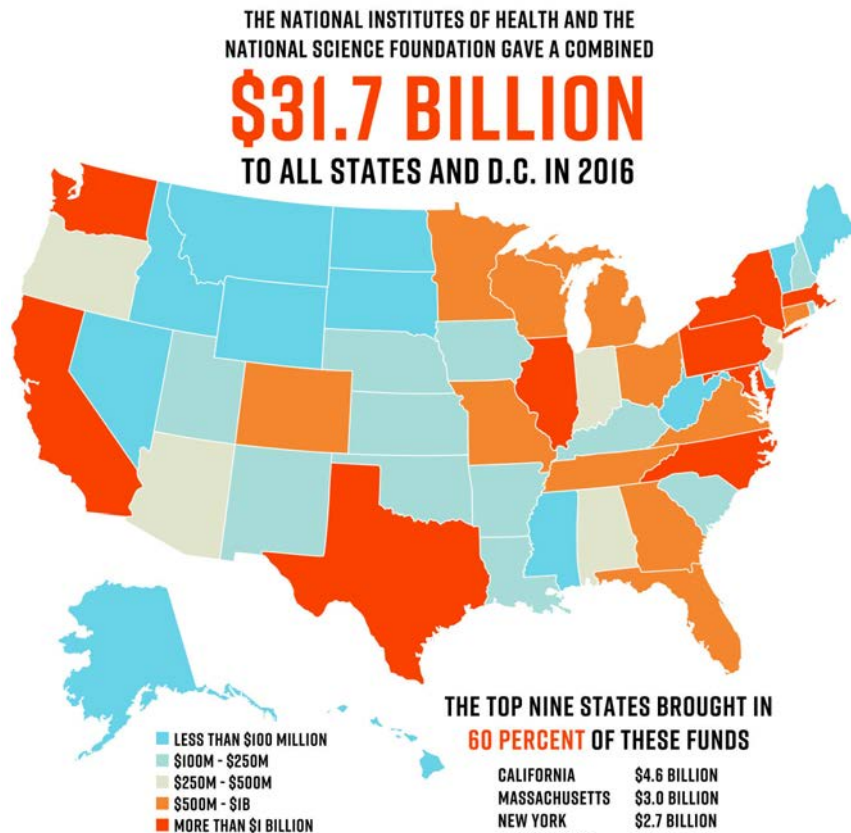 THE NATIONAL INSTITUTES OF HEALTH AND THE
NATIONAL SCIENCE FOUNDATION GAVE A COMBINED
$31.7 BILLION
TO ALL STATES AND D.C. IN 2016
LESS THAN $100 MILLION
$100M - $250M
$250M - $500M
$500M - $1B
MORE THAN $1 BILLION
THE TOP NINE STATES BROUGHT IN
60 PERCENT OF THESE FUNDS
CALIFORNIA $4.6 BILLION
MASSACHUSETTS $3.0 BILLION
NEW YORK $2.7 BILLION